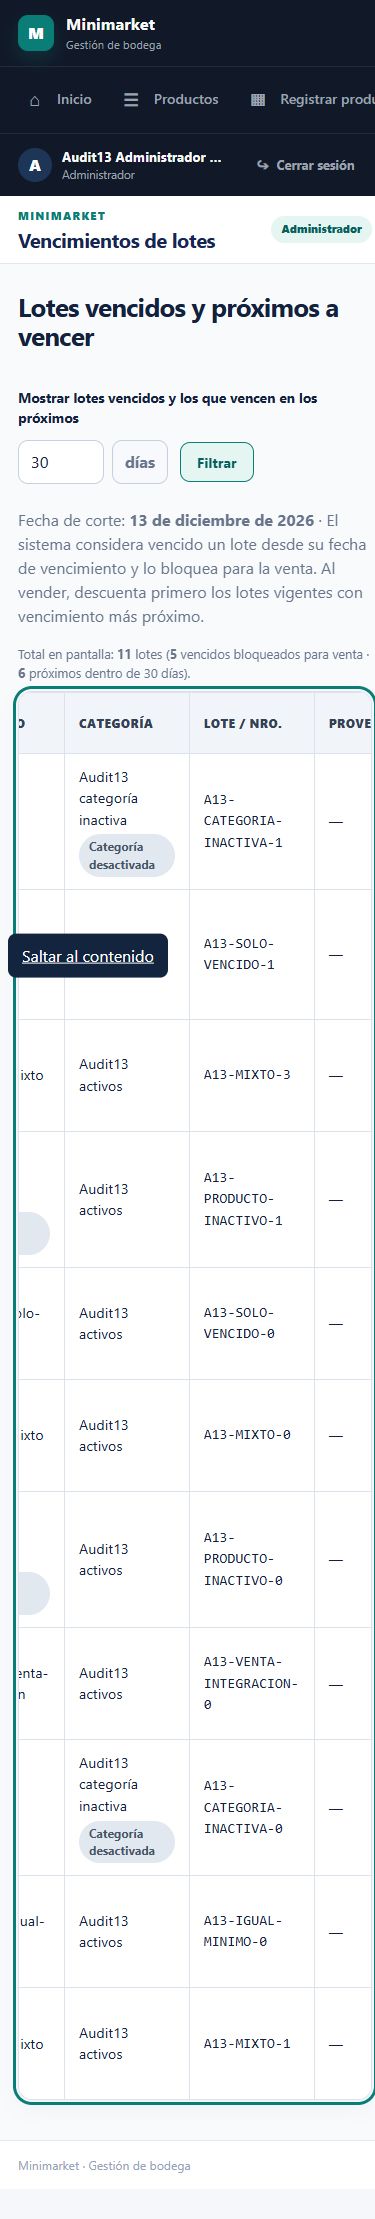 M
Minimarket
Gestión de bodega
Inicio
Productos
Registrar produ
A
Audit13 Administrador ...
Administrador
Cerrar sesión
MINIMARKET
Vencimientos de lotes
Administrador
Lotes vencidos y próximos a
vencer
Mostrar lotes vencidos y los que vencen en los
próximos
30
días
Filtrar
Fecha de corte: 13 de diciembre de 2026 · El
sistema considera vencido un lote desde su fecha
de vencimiento y lo bloquea para la venta. Al
vender, descuenta primero los lotes vigentes con
vencimiento más próximo.
Total en pantalla: 11 lotes (5 vencidos bloqueados para venta ·
6 próximos dentro de 30 días).
O
CATEGORÍA
LOTE / NRO.
PROVE
Audit13
categoría
inactiva
Categoría
desactivada
A13-
CATEGORIA-
INACTIVA-1
—
Saltar al contenido
A13-SOLO-
VENCIDO-1
—
ixto
Audit13
activos
A13-MIXTO-3
—
Audit13
activos
A13-
PRODUCTO-
INACTIVO-1
—
olo-
Audit13
activos
A13-SOLO-
VENCIDO-0
—
ixto
Audit13
activos
A13-MIXTO-0
—
Audit13
activos
A13-
PRODUCTO-
INACTIVO-0
—
enta-
n
Audit13
activos
A13-VENTA-
INTEGRACION-
0
—
Audit13
categoría
inactiva
Categoría
desactivada
A13-
CATEGORIA-
INACTIVA-0
—
ual-
Audit13
activos
A13-IGUAL-
MINIMO-0
—
ixto
Audit13
activos
A13-MIXTO-1
—
Minimarket · Gestión de bodega